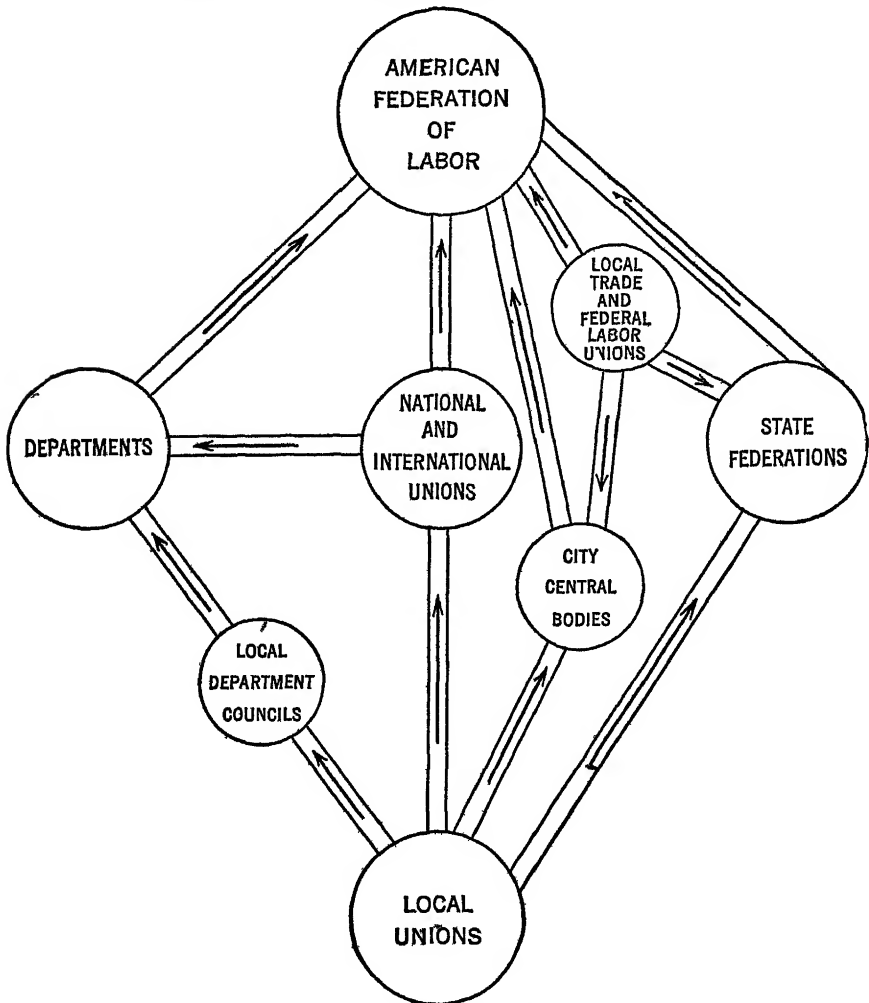 AMERICAN
FEDERATION
OF
LABOR
LOCAL
TRADE
AND
FEDERAL
LABOR
UNIONS
DEPARTMENTS
NATIONAL
AND
INTERNATIONAL
UNIONS
STATE
FEDERATIONS
CITY
CENTRAL
BODIES
LOCAL
DEPARTMENT
COUNCILS
LOCAL
UNIONS